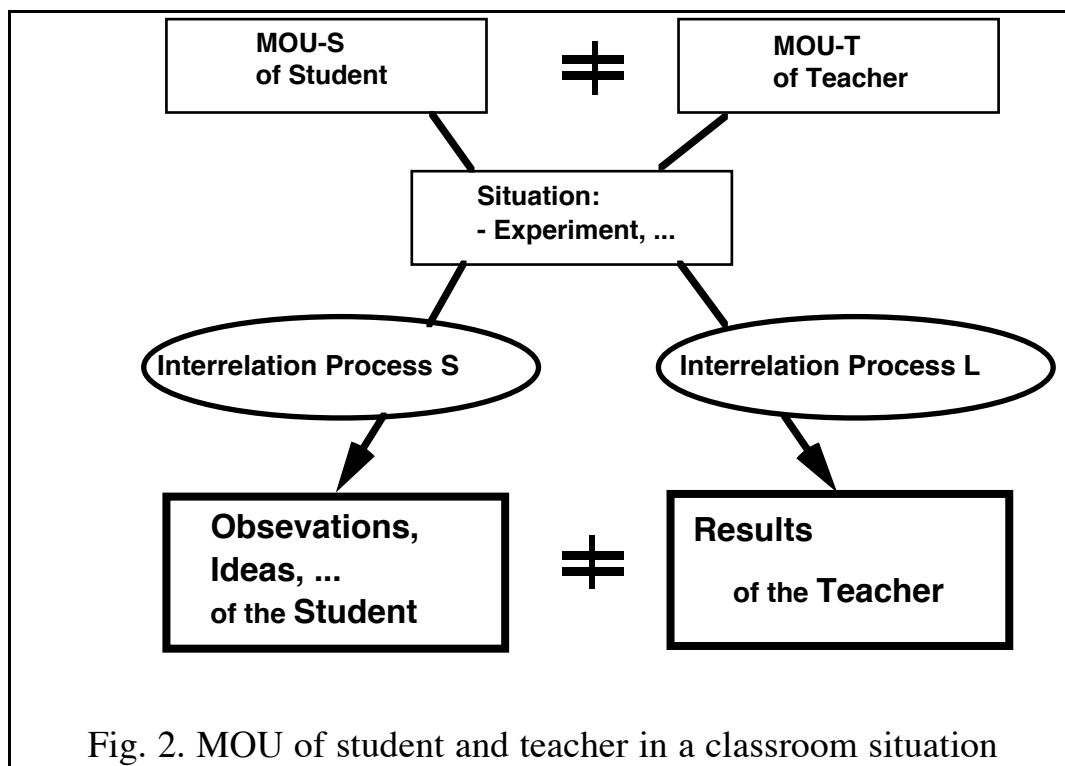 MOU-S
of Student
≠
MOU-T
of Teacher
Situation:
- Experiment, ...
Interrelation Process S
Interrelation Process L
Obsevations,
Ideas, ...
of the Student
≠
Results
of the Teacher
Fig. 2. MOU of student and teacher in a classroom situation